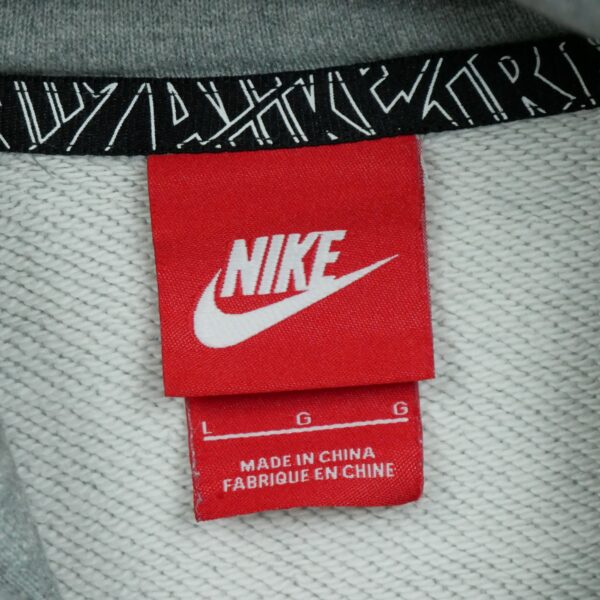 NIKE
L G G
MADE IN CHINA
FABRIQUE EN CHINE